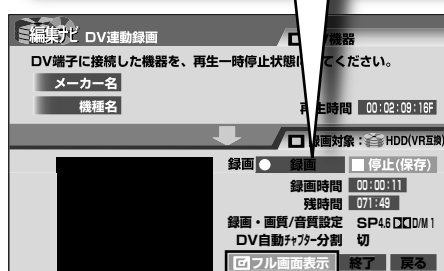 編集ナビ DV連動録画
機器
DV端子に接続した機器を、再生一時停止状態 てください。
メーカー名
機種名
再生時間 00:02:09:16F
録画対象: HDD(VR互換)
録画 録画 停止(保存)
録画時間 00:00:11
残時間 071:49
録画・画質/音質設定 SP4.6 D/M1
DV自動チャプター分割 切
フル画面表示 終了 戻る